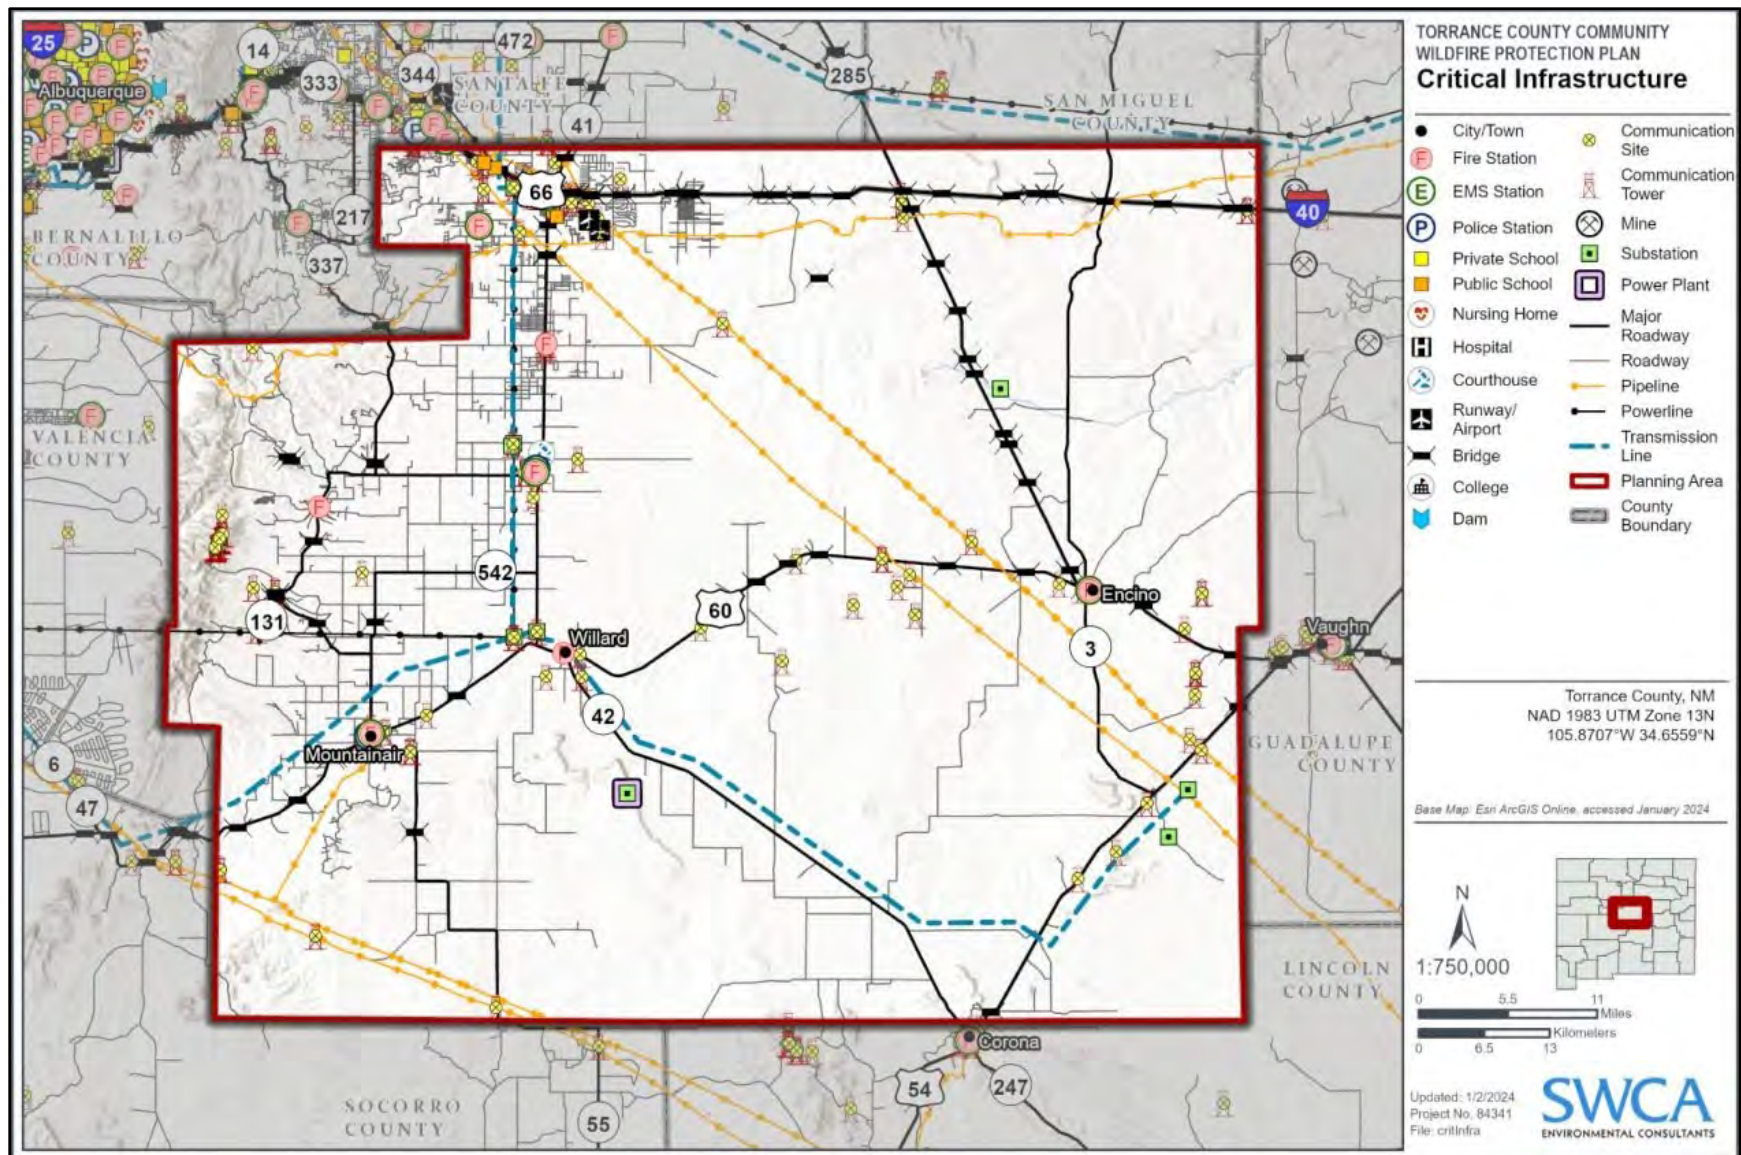 TORRANCE COUNTY COMMUNITY
WILDFIRE PROTECTION PLAN
Critical Infrastructure
City/Town
F Fire Station
E EMS Station
P Police Station
Private School
Public School
Nursing Home
H Hospital
Courthouse
Runway/
Airport
Bridge
College
Dam
Communication
Site
Communication
Tower
Mine
Substation
Power Plant
Major
Roadway
Roadway
Pipeline
Powerline
Transmission
Line
Planning Area
County
Boundary
Torrance County, NM
NAD 1983 UTM Zone 13N
105.8707°W 34.6559°N
Base Map: Esri ArcGIS Online, accessed January 2024
N
1:750,000
0 5.5 11
Miles
Kilometers
0 6.5 13
Updated: 1/2/2024
Project No. 84341
File: critInfra
SWCA
ENVIRONMENTAL CONSULTANTS
25
14
472
333
344
285
Albuquerque
SANTA FE
COUNTY
SAN MIGUEL
COUNTY
41
66
40
217
BERNALILLO
COUNTY
337
VALENCIA
COUNTY
542
131
60
Encino
Willard
3
Vaughn
42
Mountainair
GUADALUPE
COUNTY
6
47
LINCOLN
COUNTY
Corona
54
247
SOCORRO
COUNTY
55